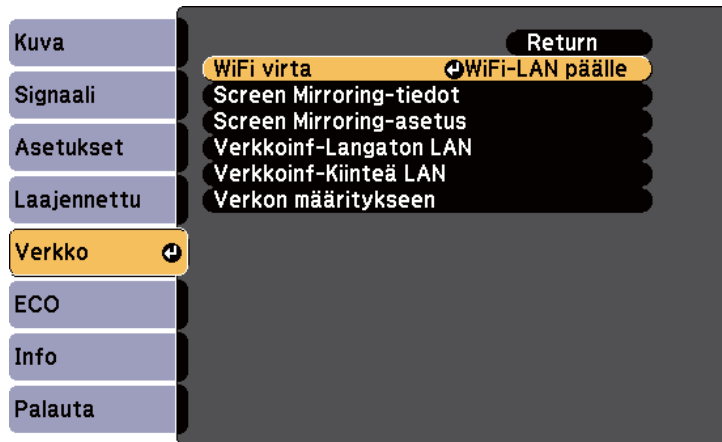 Kuva
Signaali
Asetukset
Laajennettu
Verkko
ECO
Info
Palauta
Return
WiFi virta WiFi-LAN päälle
Screen Mirroring-tiedot
Screen Mirroring-asetus
Verkkoinf-Langaton LAN
Verkkoinf-Kiinteä LAN
Verkon määritykseen